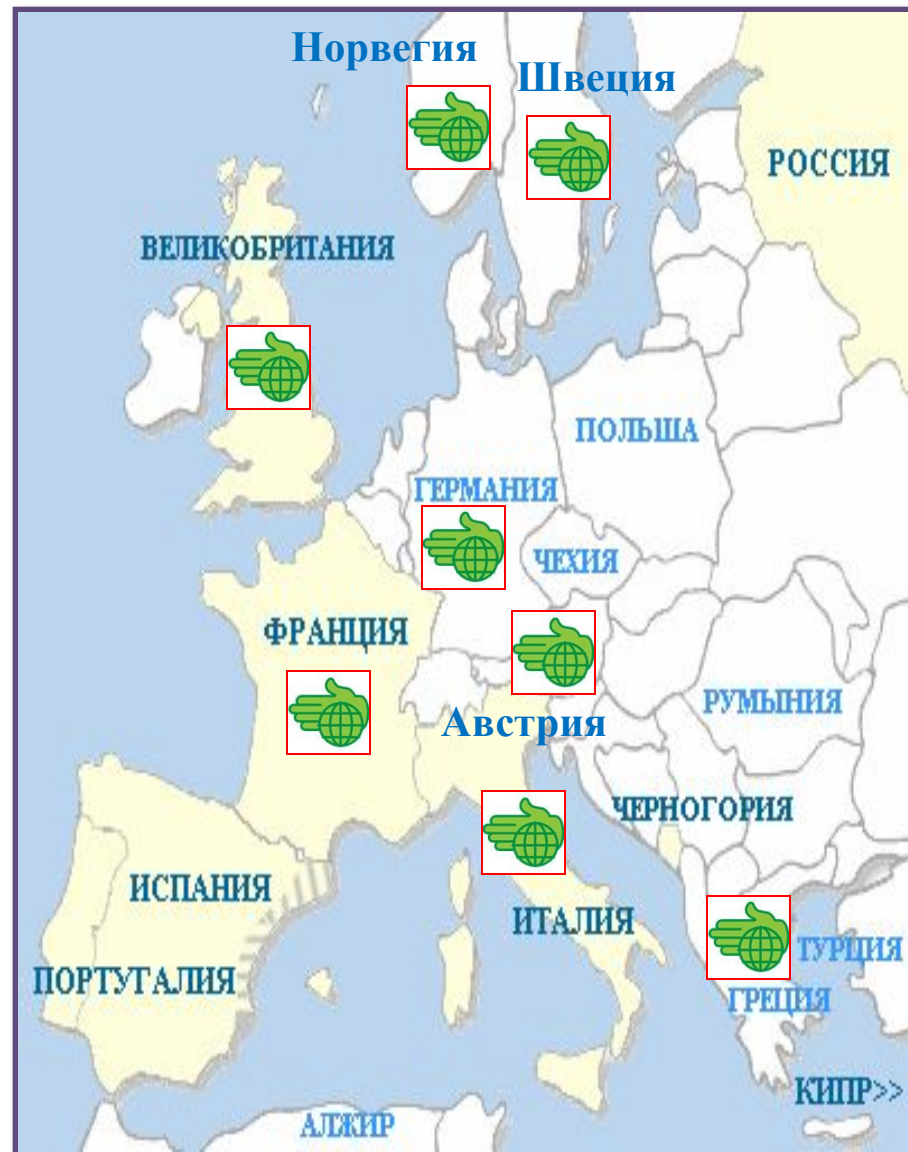 Норвегия
Швеция
РОССИЯ
ВЕЛИКОБРИТАНИЯ
ПОЛЬША
ГЕРМАНИЯ
ЧЕХИЯ
ФРАНЦИЯ
РУМЫНИЯ
Австрия
ЧЕРНОГОРИЯ
ИСПАНИЯ
ИТАЛИЯ
ТУРЦИЯ
ПОРТУГАЛИЯ
ГРЕЦИЯ
КИПР>>
АЛЖИР